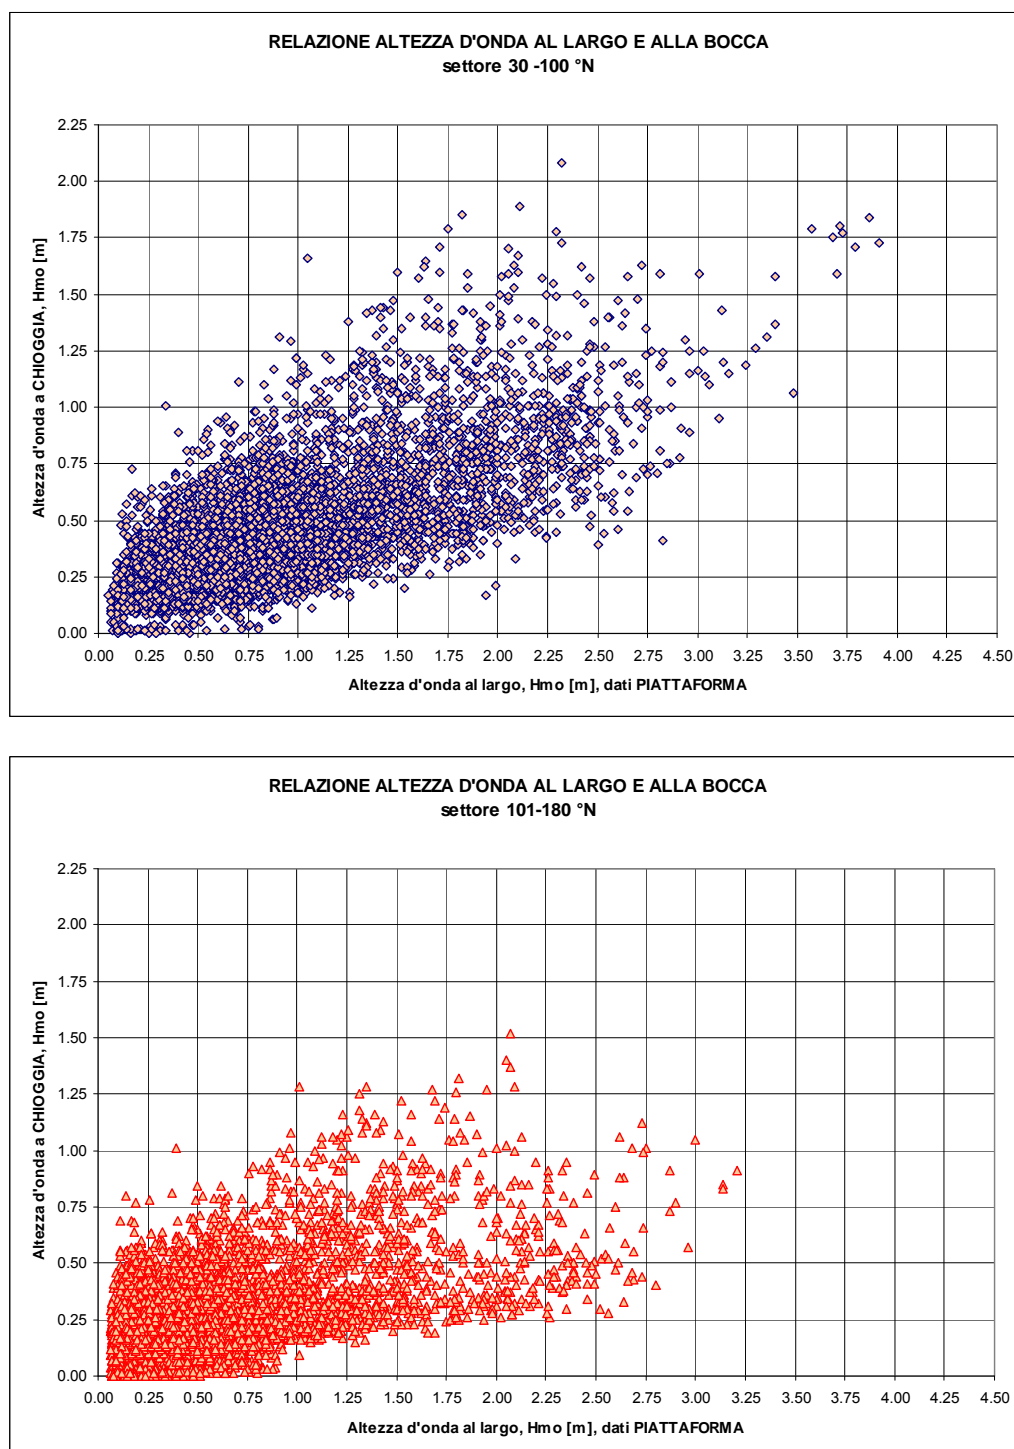 RELAZIONE ALTEZZA D'ONDA AL LARGO E ALLA BOCCA
settore 30 -100 °N
Altezza d'onda a CHIOGGIA, Hmo [m]
2.25
2.00
1.75
1.50
1.25
1.00
0.75
0.50
0.25
0.00
0.00 0.25 0.50 0.75 1.00 1.25 1.50 1.75 2.00 2.25 2.50 2.75 3.00 3.25 3.50 3.75 4.00 4.25 4.50
Altezza d'onda al largo, Hmo [m], dati PIATTAFORMA
RELAZIONE ALTEZZA D'ONDA AL LARGO E ALLA BOCCA
settore 101-180 °N
Altezza d'onda a CHIOGGIA, Hmo [m]
2.25
2.00
1.75
1.50
1.25
1.00
0.75
0.50
0.25
0.00
0.00 0.25 0.50 0.75 1.00 1.25 1.50 1.75 2.00 2.25 2.50 2.75 3.00 3.25 3.50 3.75 4.00 4.25 4.50
Altezza d'onda al largo, Hmo [m], dati PIATTAFORMA